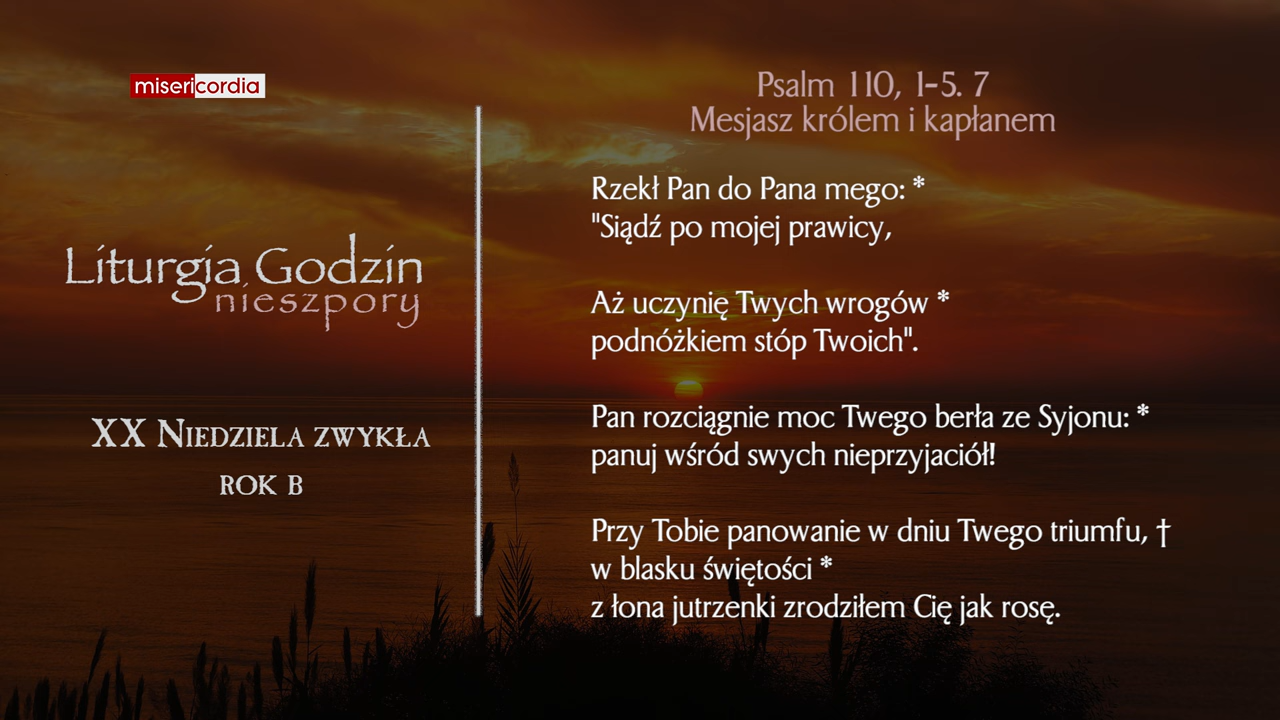 misericordia
Liturgia Godzin
nieszpory
XX Niedziela zwykła
rok B
Psalm 110, 1-5. 7
Mesjasz królem i kapłanem
Rzekł Pan do Pana mego: *
"Siądź po mojej prawicy,
Aż uczynię Twych wrogów *
podnóżkiem stóp Twoich".
Pan rozciągnie moc Twego berła ze Syjonu: *
panuj wśród swych nieprzyjaciół!
Przy Tobie panowanie w dniu Twego triumfu, †
w blasku świętości *
z łona jutrzenki zrodziłem Cię jak rosę.